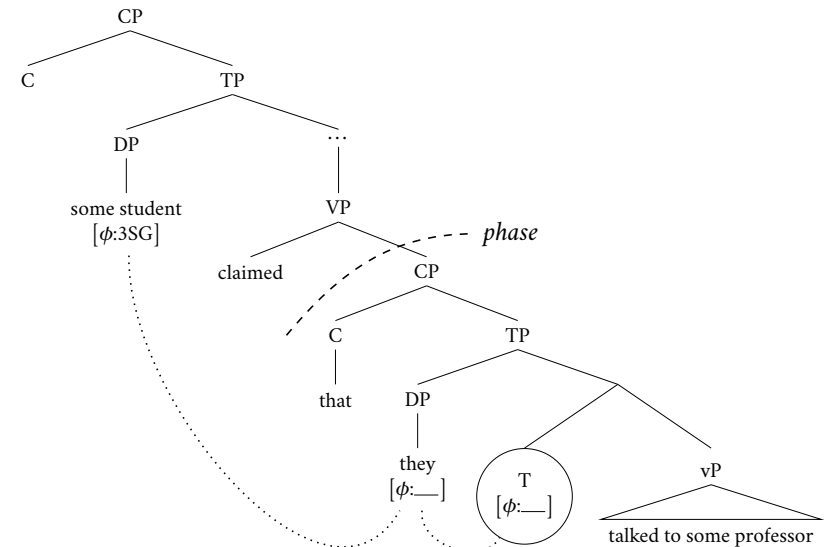 CP
C
TP
DP
...
some student
[ϕ:3SG]
VP
phase
claimed
CP
C
TP
that
DP
they
[ϕ:__]
T
[ϕ:__]
vP
talked to some professor